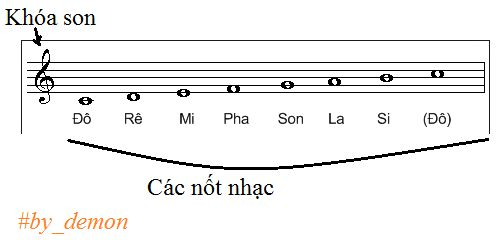 Khóa son
Đô Rê Mi Pha Son La Si (Đô)
Các nốt nhạc
#by_demon